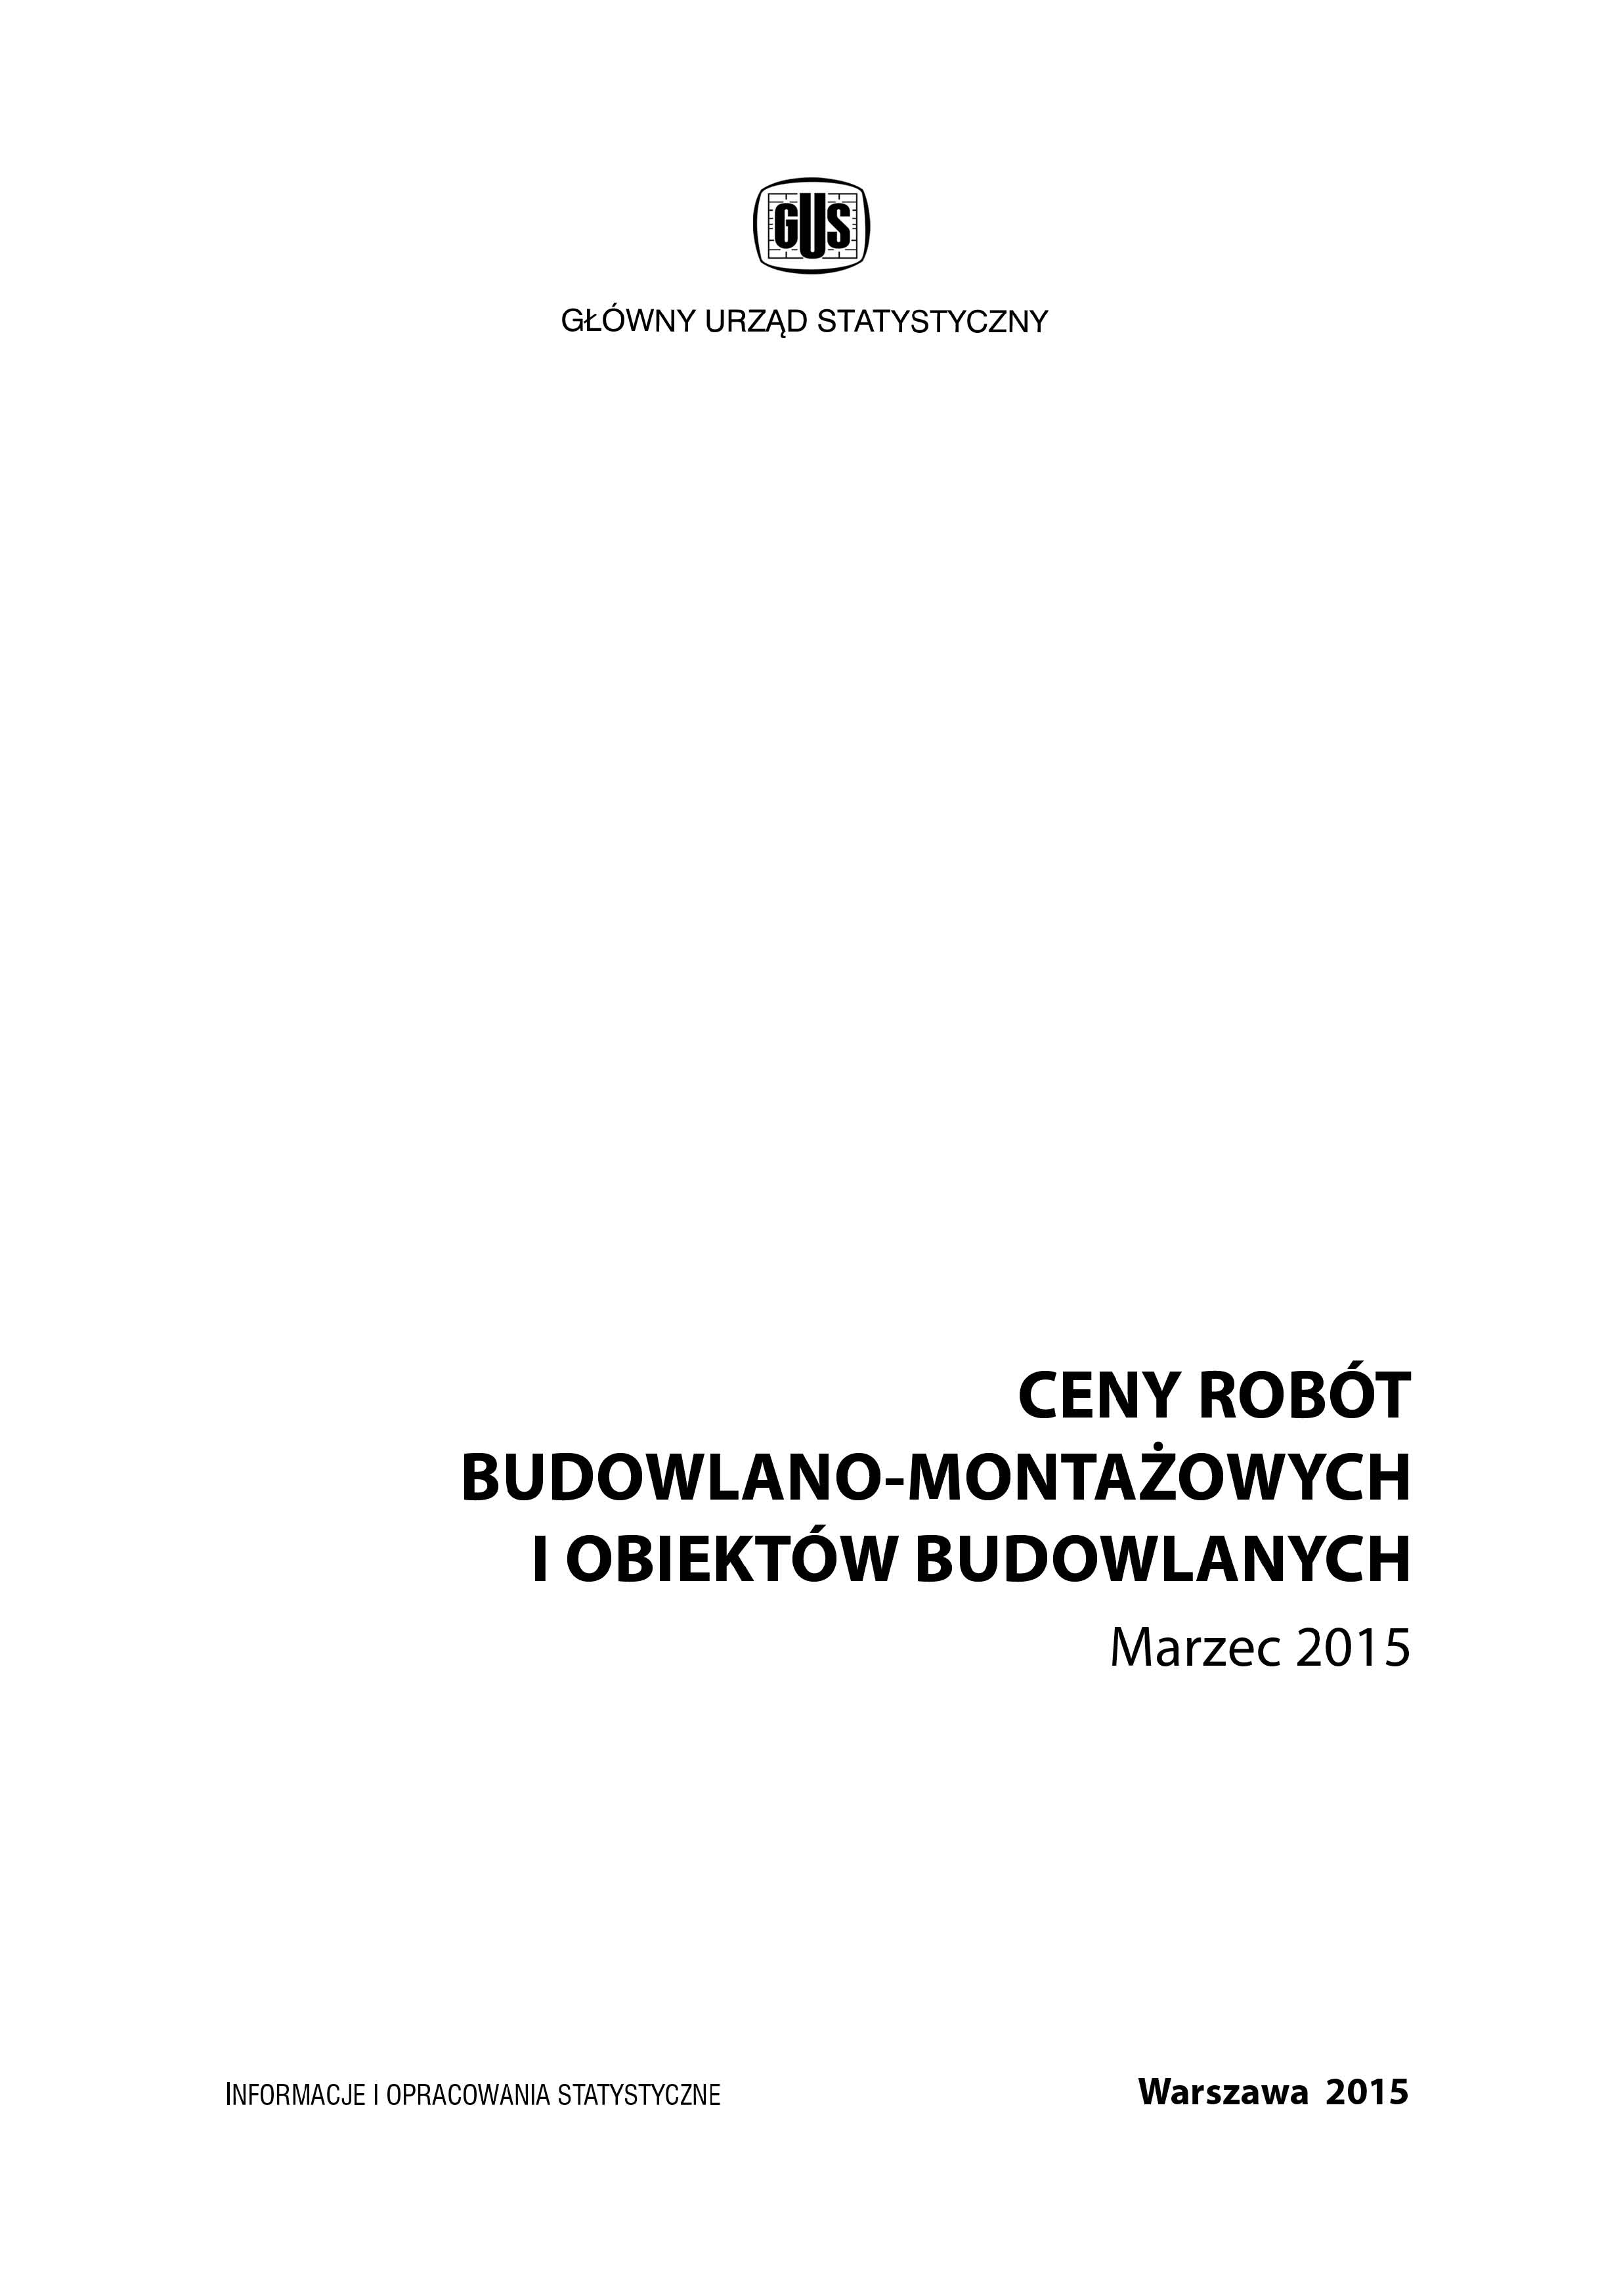 GUS
GŁÓWNY URZĄD STATYSTYCZNY
CENY ROBÓT
BUDOWLANO-MONTAŻOWYCH
I OBIEKTÓW BUDOWLANYCH
Marzec 2015
INFORMACJE I OPRACOWANIA STATYSTYCZNE
Warszawa 2015